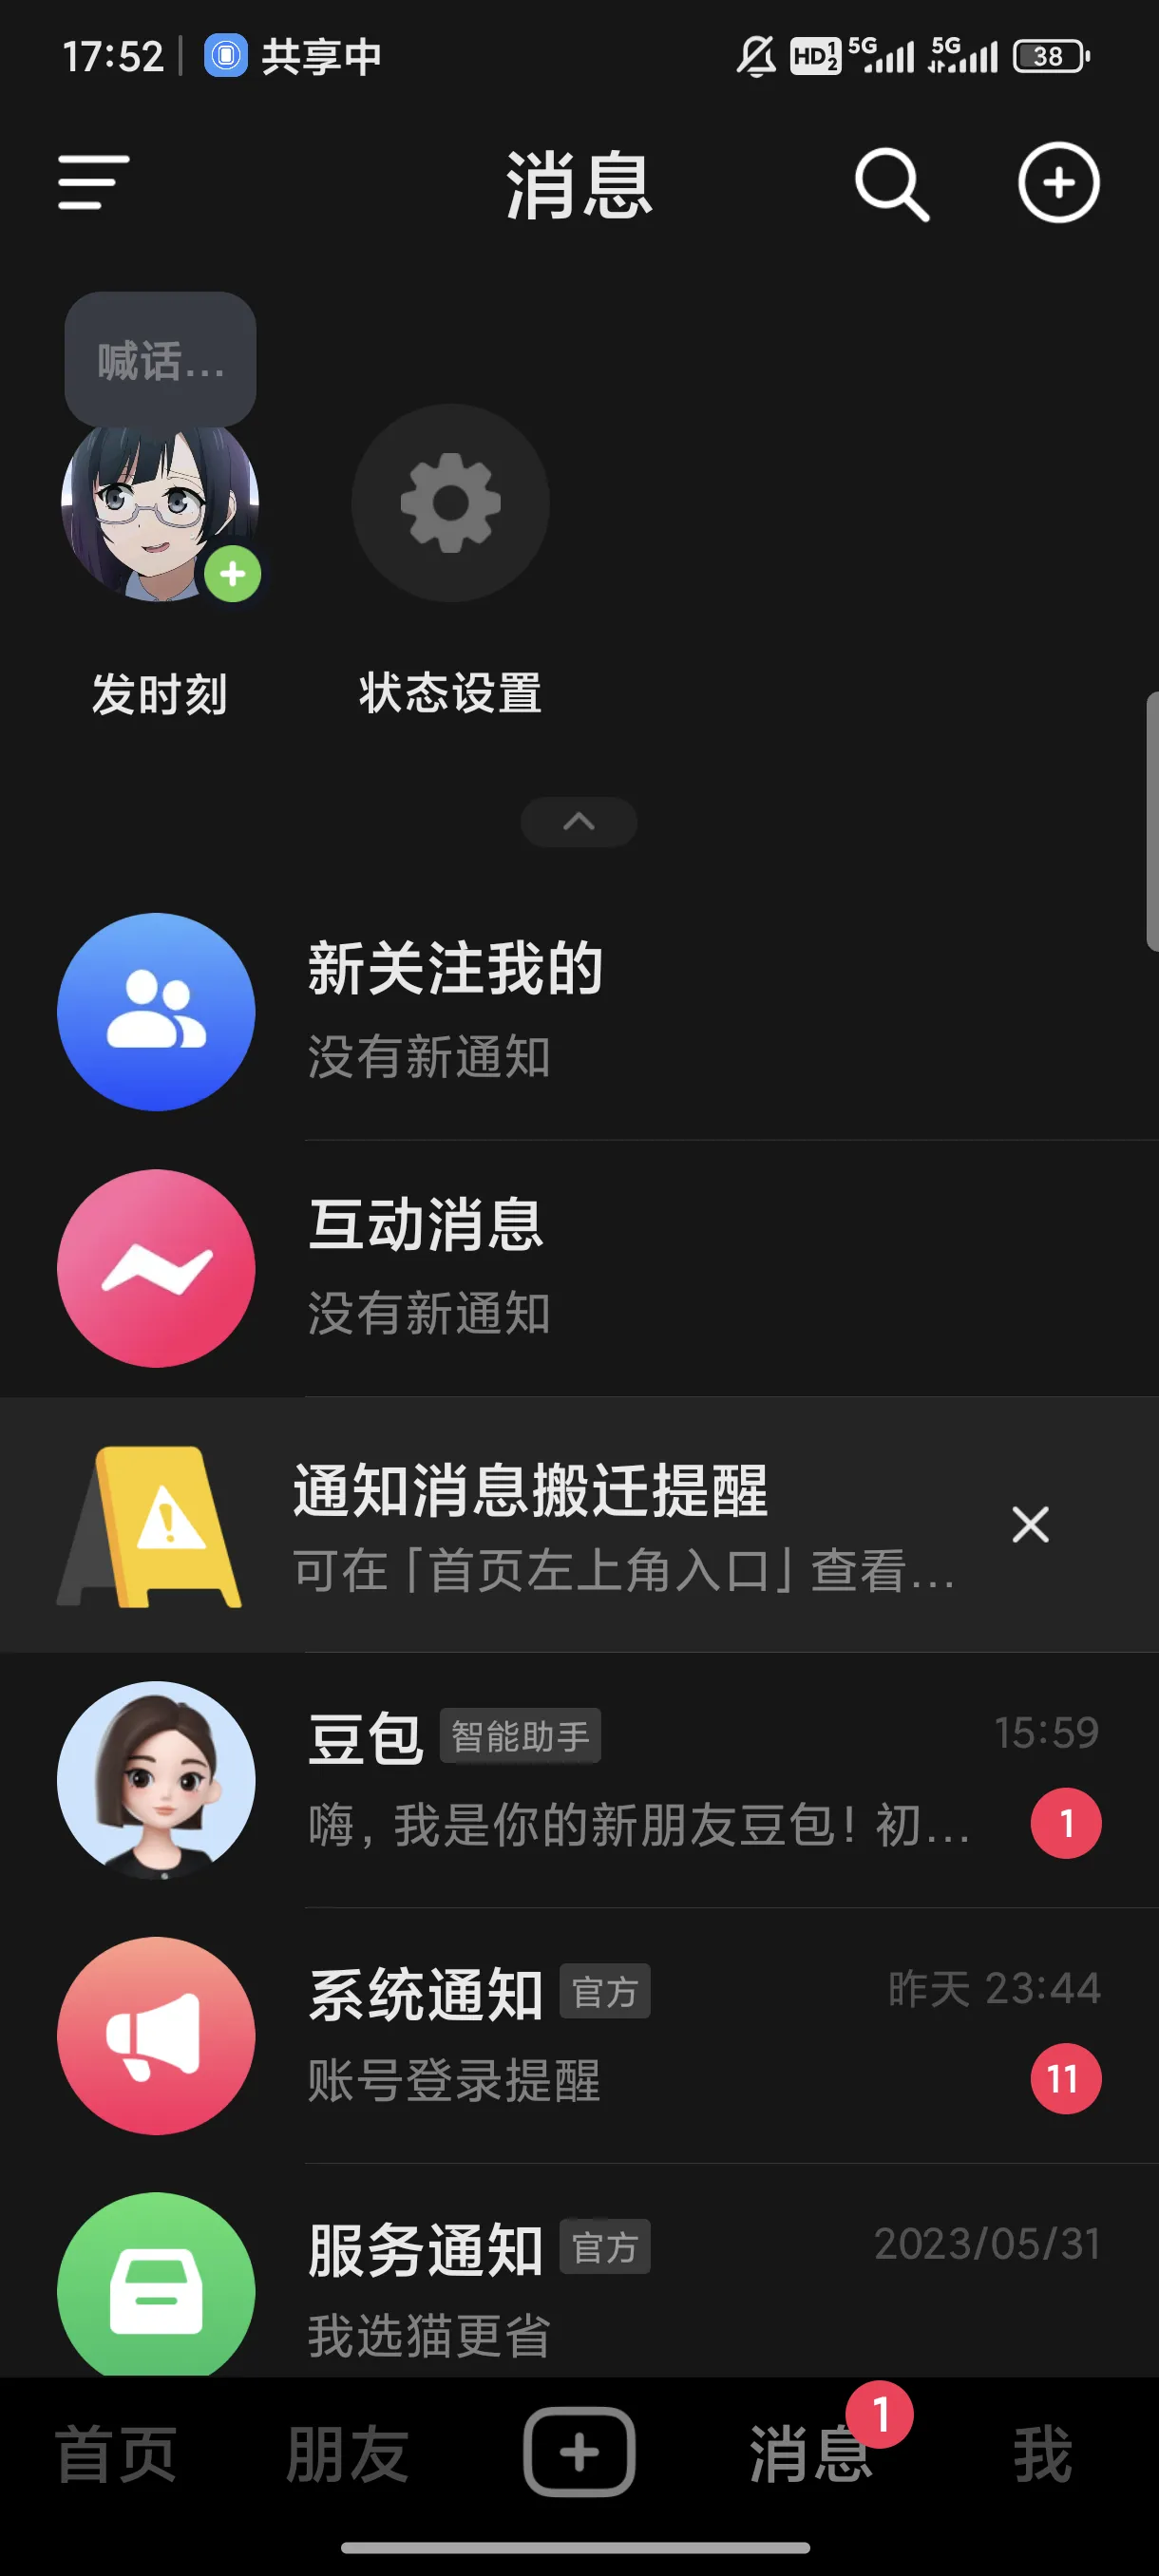 17:52
共享中
HD 1 2
5G
5G
38
消息
喊话...
发时刻
状态设置
新关注我的
没有新通知
互动消息
没有新通知
通知消息搬迁提醒
可在「首页左上角入口」查看...
豆包 智能助手 15:59
嗨，我是你的新朋友豆包！初... 1
系统通知 官方 昨天 23:44
账号登录提醒 11
服务通知 官方 2023/05/31
我选猫更省
首页 朋友 消息 1 我